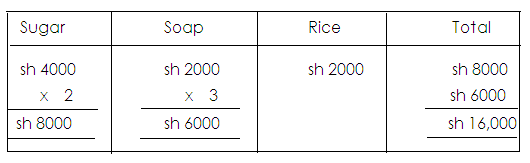 Sugar Soap Rice Total
sh 4000 sh 2000 sh 2000 sh 8000
x 2 x 3 sh 6000
sh 8000 sh 6000 sh 16,000